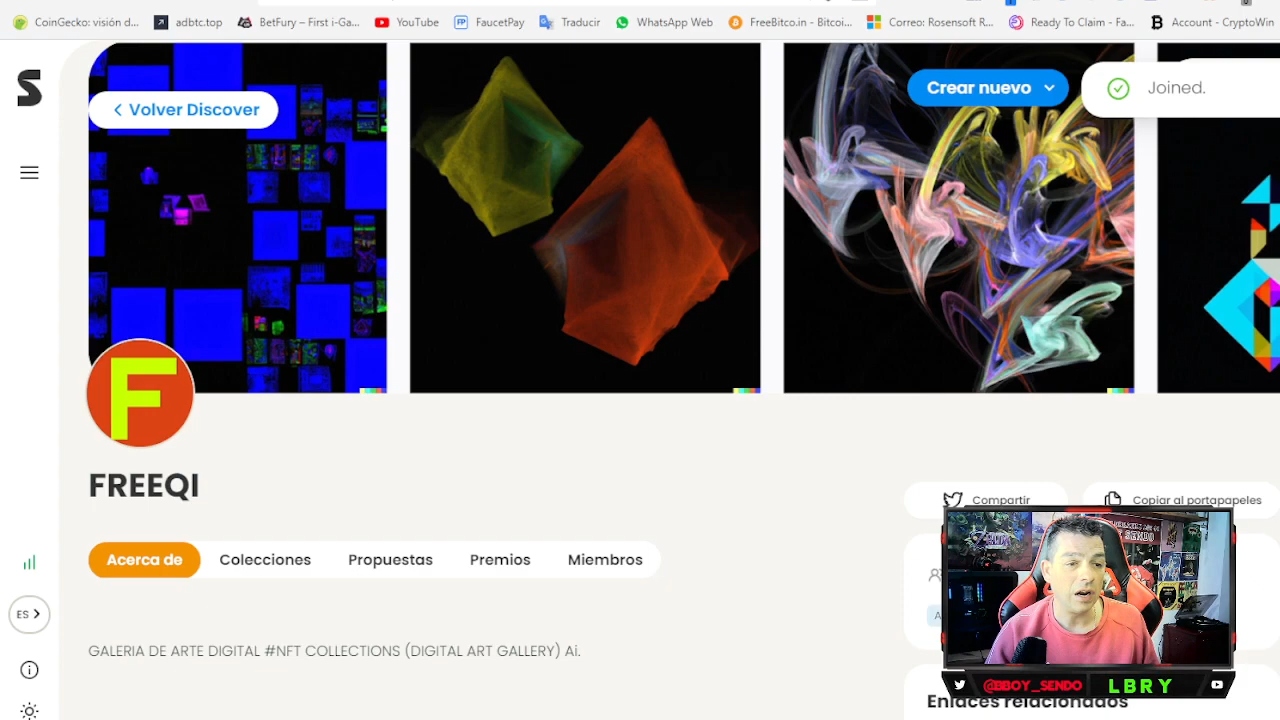 CoinGecko: visión d...
adbtc.top
BetFury – First i-Ga...
YouTube
FaucetPay
Traducir
WhatsApp Web
FreeBitco.in - Bitcoi...
Correo: Rosensoft R...
Ready To Claim - Fa...
Account - CryptoWin
S
Volver Discover
Crear nuevo
Joined.
F
FREEQI
Compartir
Copiar al portapapeles
Acerca de
Colecciones
Propuestas
Premios
Miembros
ES
GALERIA DE ARTE DIGITAL #NFT COLLECTIONS (DIGITAL ART GALLERY) Ai.
@BBOY_SENDO
LBRY
Enlaces relacionados